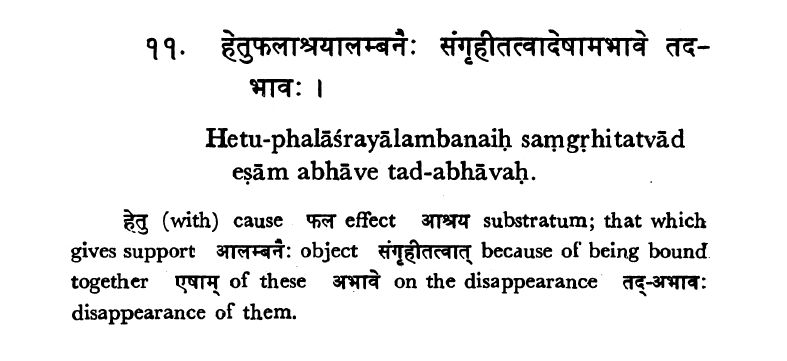 ११. हेतुफलाश्रयालम्बनैः संगृहीतत्वादेषामभावे तद-
भावः ।
Hetu-phalāśrayālambanaiḥ saṃgṛhitatvād
eṣām abhāve tad-abhāvaḥ.
हेतु (with) cause फल effect आश्रय substratum; that which
gives support आलम्बनैः object संगृहीतत्वात् because of being bound
together एषाम् of these अभावे on the disappearance तद्-अभावः
disappearance of them.